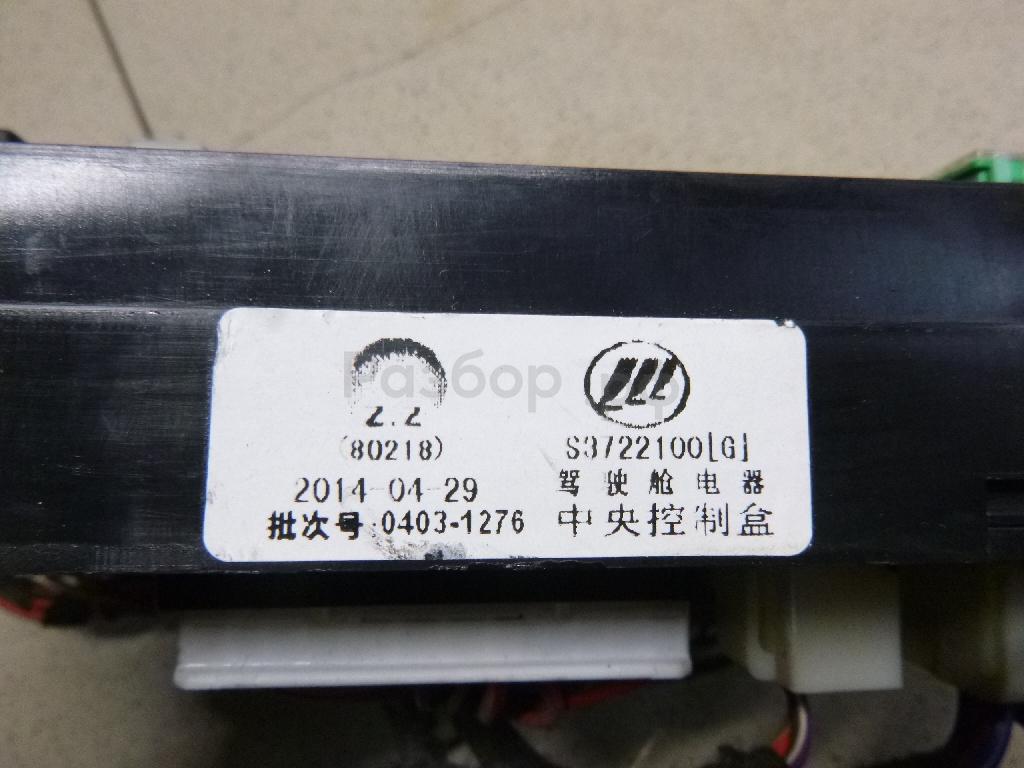 Разбор
2.2
(80218)
2014-04-29
批次号:0403-1276
S3722100[G]
驾驶舱电器
中央控制盒